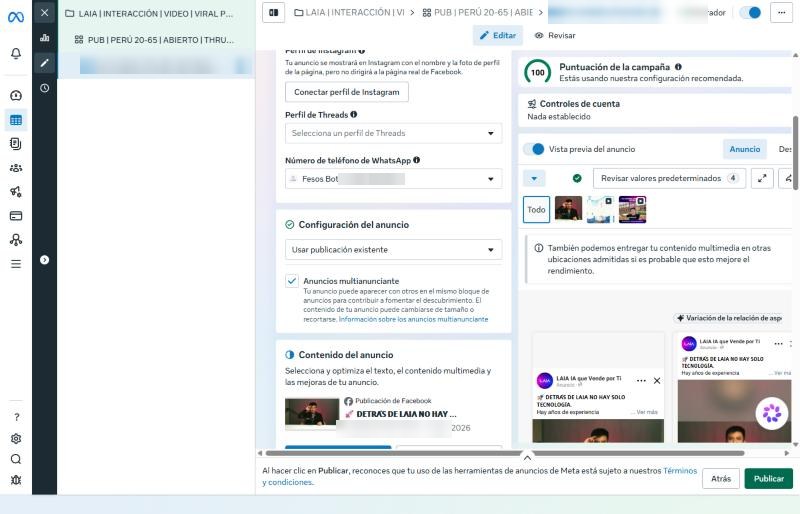 LAIA | INTERACCIÓN | VIDEO | VIRAL P...
PUB | PERÚ 20-65 | ABIERTO | THRU...
LAIA | INTERACCIÓN | VI
PUB | PERÚ 20-65 | ABIE
Editar
Revisar
Perfil de Instagram
Tu anuncio se mostrará en Instagram con el nombre y la foto de perfil
de la página, pero no dirigirá a la página real de Facebook.
Conectar perfil de Instagram
Perfil de Threads
Selecciona un perfil de Threads
Número de teléfono de WhatsApp
Fesos Bot
Configuración del anuncio
Usar publicación existente
Anuncios multianunciante
Tu anuncio puede aparecer con otros en el mismo bloque de
anuncios para contribuir a fomentar el descubrimiento. El
contenido de tu anuncio puede cambiarse de tamaño o
recortarse. Información sobre los anuncios multianunciante
Contenido del anuncio
Selecciona y optimiza el texto, el contenido multimedia y
las mejoras de tu anuncio.
Publicación de Facebook
🚀 DETRÁS DE LAIA NO HAY ...
2026
100
Puntuación de la campaña
Estás usando nuestra configuración recomendada.
Controles de cuenta
Nada establecido
Vista previa del anuncio
Anuncio
Revisar valores predeterminados 4
Todo
También podemos entregar tu contenido multimedia en otras
ubicaciones admitidas si es probable que esto mejore el
rendimiento.
Variación de la relación de aspe
LAIA IA que Vende por Ti
Anuncio
🚀 DETRÁS DE LAIA NO HAY SOLO
TECNOLOGÍA.
Hay años de experiencia
... Ver más
LAIA IA que Vende por Ti
Anuncio
🚀 DETRÁS DE LAIA NO HAY SOLO
TECNOLOGÍA.
Hay años de experiencia
Al hacer clic en Publicar, reconoces que tu uso de las herramientas de anuncios de Meta está sujeto a nuestros Términos
y condiciones.
Atrás
Publicar